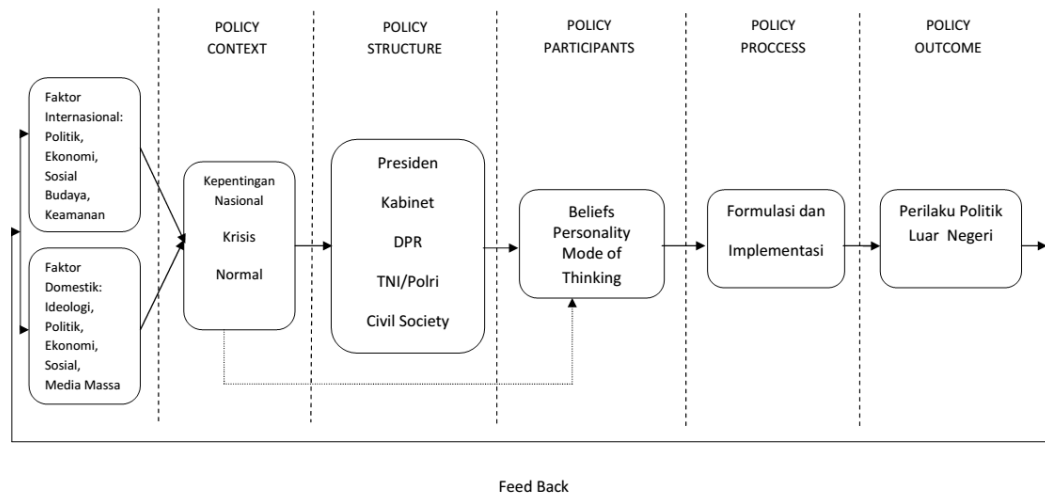 POLICY
CONTEXT
POLICY
STRUCTURE
POLICY
PARTICIPANTS
POLICY
PROCCESS
POLICY
OUTCOME
Faktor
Internasional:
Politik,
Ekonomi,
Sosial
Budaya,
Keamanan
Faktor
Domestik:
Ideologi,
Politik,
Ekonomi,
Sosial,
Media Massa
Kepentingan
Nasional
Krisis
Normal
Presiden
Kabinet
DPR
TNI/Polri
Civil Society
Beliefs
Personality
Mode of
Thinking
Formulasi dan
Implementasi
Perilaku Politik
Luar Negeri
Feed Back